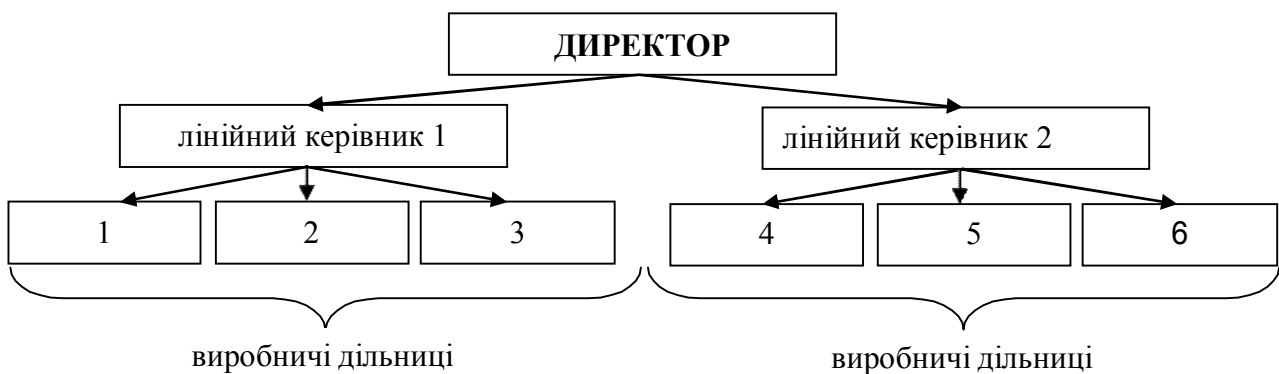 ДИРЕКТОР
лінійний керівник 1
лінійний керівник 2
1
2
3
4
5
6
виробничі дільниці
виробничі дільниці